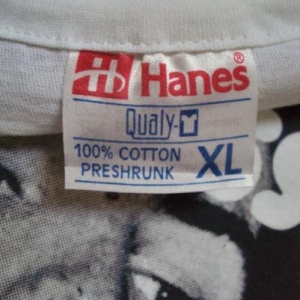 Hanes®
Qualy-T
100% COTTON
PRESHRUNK XL